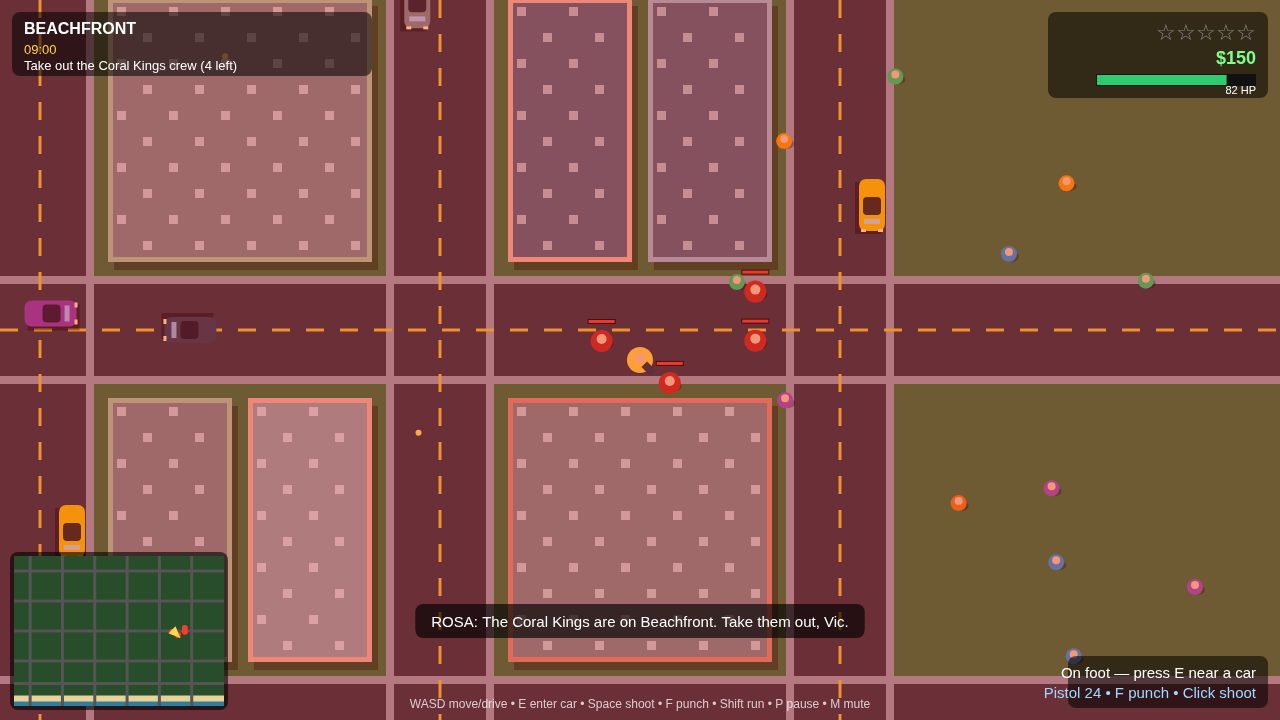 BEACHFRONT
09:00
Take out the Coral Kings crew (4 left)
☆☆☆☆☆
$150
82 HP
ROSA: The Coral Kings are on Beachfront. Take them out, Vic.
On foot — press E near a car
Pistol 24 • F punch • Click shoot
WASD move/drive • E enter car • Space shoot • F punch • Shift run • P pause • M mute